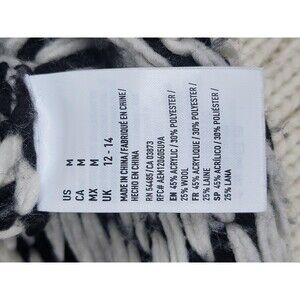 US M
CA M
MX M
UK 12 - 14
MADE IN CHINA / FABRIQUÉ EN CHINE/
HECHO EN CHINA
RN 54485 / CA 03873
RFC# AEM120605U9A
EN 45% ACRYLIC / 30% POLYESTER /
25% WOOL
FR 45% ACRYLIQUE / 30% POLYESTER /
25% LAINE
SP 45% ACRÍLICO / 30% POLIÉSTER /
25% LANA